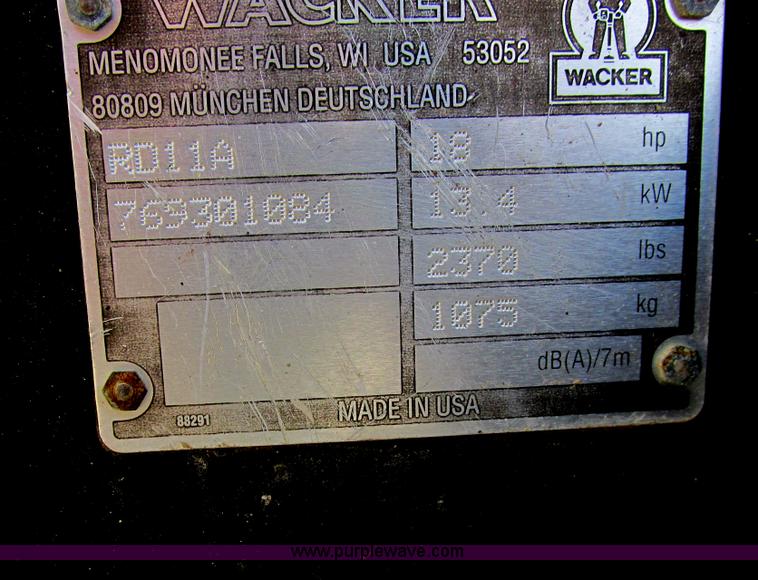 WACKER
MENOMONEE FALLS, WI USA 53052
80809 MÜNCHEN DEUTSCHLAND
WACKER
RD11A
18 hp
769301084
13.4 kW
2370 lbs
1075 kg
dB(A)/7m
88291
MADE IN USA
www.purplewave.com